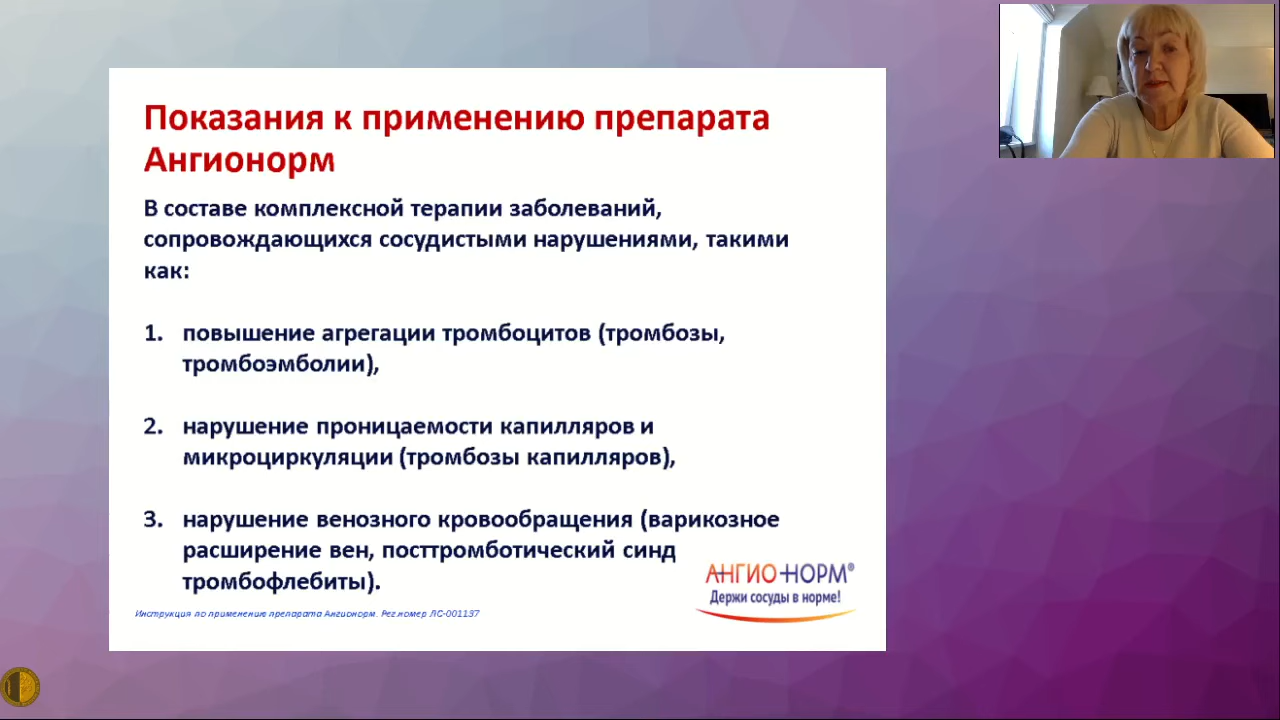 Показания к применению препарата
Ангионорм
В составе комплексной терапии заболеваний,
сопровождающихся сосудистыми нарушениями, такими
как:
1. повышение агрегации тромбоцитов (тромбозы,
тромбоэмболии),
2. нарушение проницаемости капилляров и
микроциркуляции (тромбозы капилляров),
3. нарушение венозного кровообращения (варикозное
расширение вен, посттромботический синд
тромбофлебиты).
АНГИО-НОРМ®
Держи сосуды в норме!
Инструкция по применению препарата Ангионорм. Рег.номер ЛС-001137